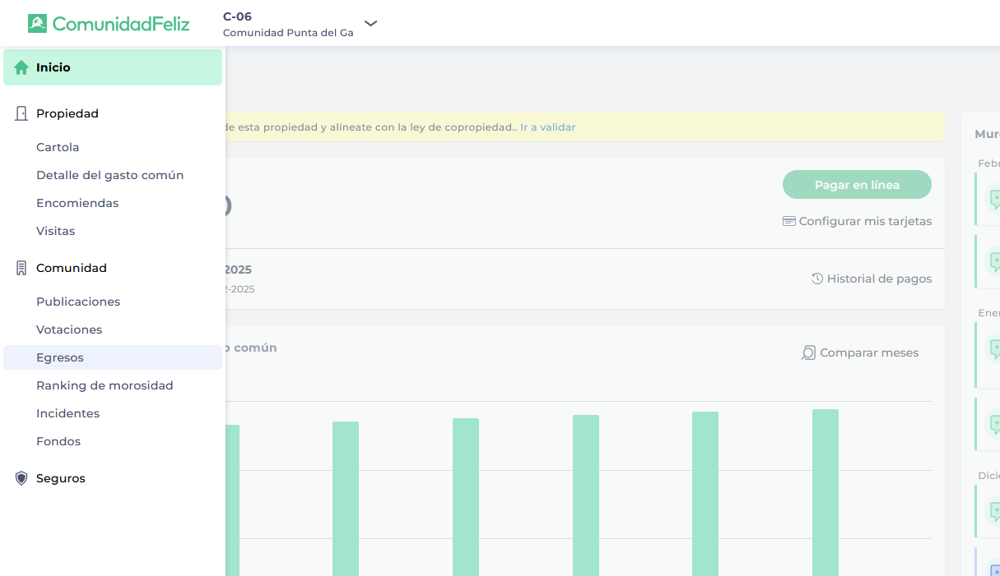 ComunidadFeliz
C-06
Comunidad Punta del Ga
Inicio
Propiedad
Cartola
Detalle del gasto común
Encomiendas
Visitas
Comunidad
Publicaciones
Votaciones
Egresos
Ranking de morosidad
Incidentes
Fondos
Seguros
de esta propiedad y alíneate con la ley de copropiedad.. Ir a validar
Pagar en línea
Configurar mis tarjetas
2025
2-2025
Historial de pagos
o común
Comparar meses
Mur
Febr
Ener
Dici